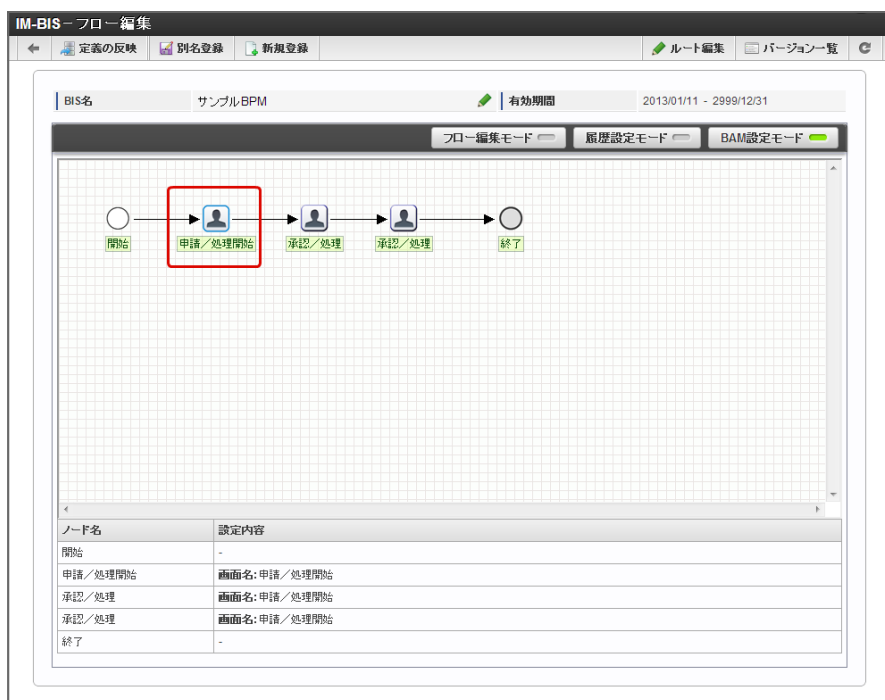 IM-BIS－フロー編集
定義の反映 別名登録 新規登録 ルート編集 バージョン一覧
BIS名 サンプルBPM 有効期間 2013/01/11 - 2999/12/31
フロー編集モード 履歴設定モード BAM設定モード
開始 申請／処理開始 承認／処理 承認／処理 終了
ノード名 設定内容
開始 -
申請／処理開始 画面名:申請／処理開始
承認／処理 画面名:申請／処理開始
承認／処理 画面名:申請／処理開始
終了 -